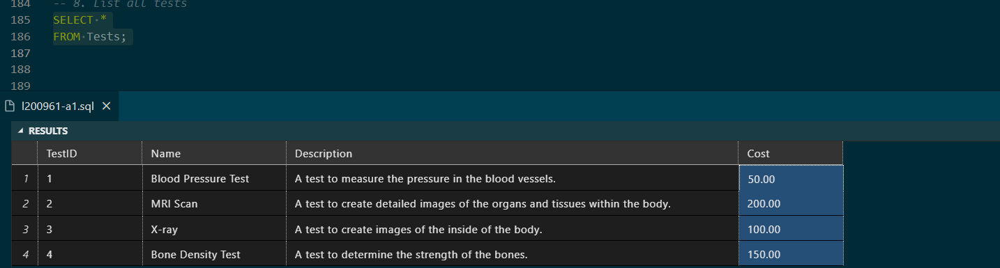 184 -- 8. List all tests
185 SELECT *
186 FROM Tests;
187
188
189
l200961-a1.sql
RESULTS
TestID Name Description Cost
1 1 Blood Pressure Test A test to measure the pressure in the blood vessels. 50.00
2 2 MRI Scan A test to create detailed images of the organs and tissues within the body. 200.00
3 3 X-ray A test to create images of the inside of the body. 100.00
4 4 Bone Density Test A test to determine the strength of the bones. 150.00